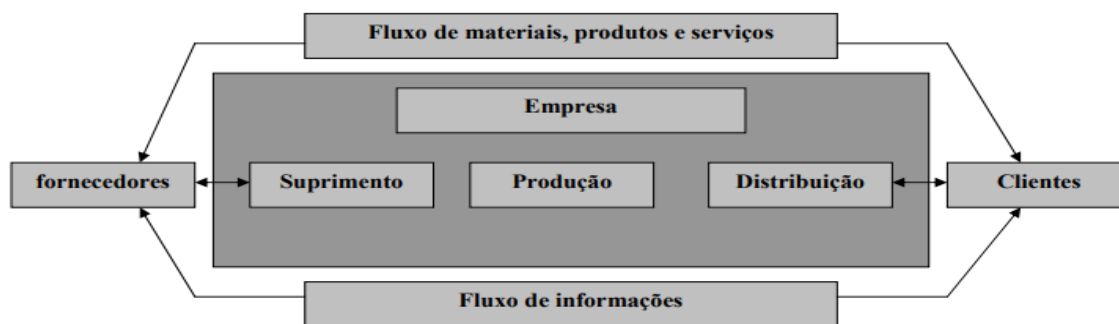 Fluxo de materiais, produtos e serviços
Empresa
fornecedores
Suprimento
Produção
Distribuição
Clientes
Fluxo de informações